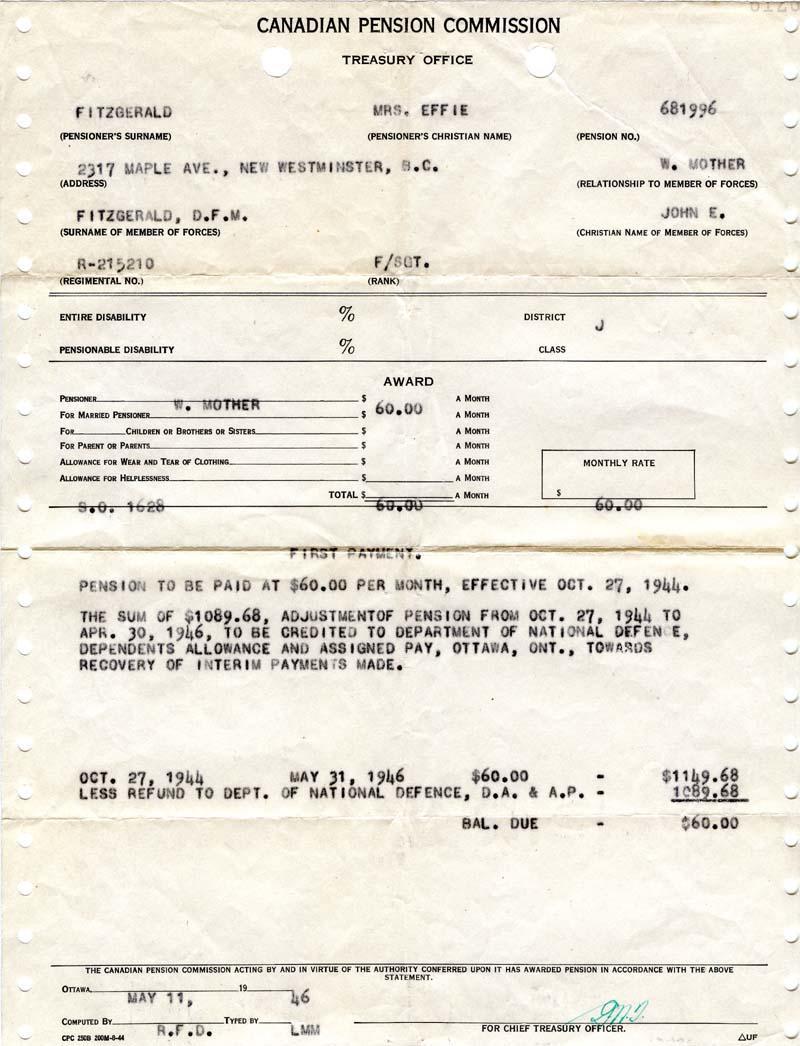 CANADIAN PENSION COMMISSION
TREASURY OFFICE
FITZGERALD MRS. EFFIE 681996
(PENSIONER'S SURNAME) (PENSIONER'S CHRISTIAN NAME) (PENSION NO.)
2317 MAPLE AVE., NEW WESTMINSTER, B.C. W. MOTHER
(ADDRESS) (RELATIONSHIP TO MEMBER OF FORCES)
FITZGERALD, D.F.M. JOHN E.
(SURNAME OF MEMBER OF FORCES) (CHRISTIAN NAME OF MEMBER OF FORCES)
R-215210 F/SGT.
(REGIMENTAL NO.) (RANK)
ENTIRE DISABILITY % DISTRICT J
PENSIONABLE DISABILITY % CLASS
AWARD
PENSIONER $ A MONTH
W. MOTHER 60.00
FOR MARRIED PENSIONER $ A MONTH
FOR CHILDREN OR BROTHERS OR SISTERS $ A MONTH
FOR PARENT OR PARENTS $ A MONTH
ALLOWANCE FOR WEAR AND TEAR OF CLOTHING $ A MONTH MONTHLY RATE
ALLOWANCE FOR HELPLESSNESS $ A MONTH
TOTAL $ A MONTH $
S.O. 1628 60.00 60.00
FIRST PAYMENT.
PENSION TO BE PAID AT $60.00 PER MONTH, EFFECTIVE OCT. 27, 1944.
THE SUM OF $1089.68, ADJUSTMENTOF PENSION FROM OCT. 27, 1944 TO
APR. 30, 1946, TO BE CREDITED TO DEPARTMENT OF NATIONAL DEFEN E,
DEPENDENTS ALLOWANCE AND ASSIGNED PAY, OTTAWA, ONT., TOWARDS
RECOVERY OF INTERIM PAYMENTS MADE.
OCT. 27, 1944 MAY 31, 1946 $60.00 - $1149.68
LESS REFUND TO DEPT. OF NATIONAL DEFENCE, D.A. & A.P. - 1089.68
BAL. DUE - $60.00
THE CANADIAN PENSION COMMISSION ACTING BY AND IN VIRTUE OF THE AUTHORITY CONFERRED UPON IT HAS AWARDED PENSION IN ACCORDANCE WITH THE ABOVE
STATEMENT.
OTTAWA, 19
MAY 11, 46
COMPUTED BY TYPED BY
R.F.D. LMM FOR CHIEF TREASURY OFFICER.
CPC 250B 200M-8-44